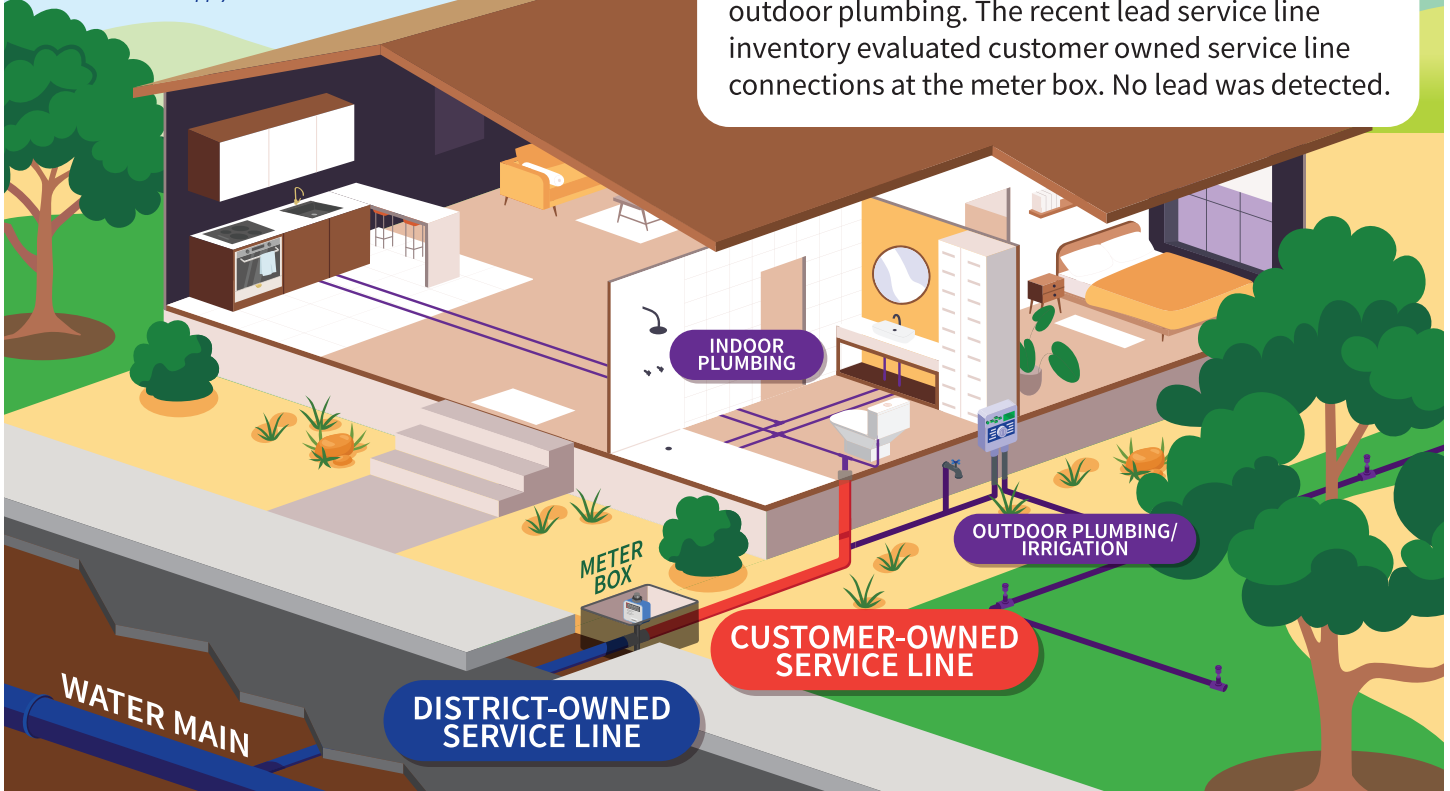 outdoor plumbing. The recent lead service line
inventory evaluated customer owned service line
connections at the meter box. No lead was detected.
INDOOR
PLUMBING
OUTDOOR PLUMBING/
IRRIGATION
METER
BOX
CUSTOMER-OWNED
SERVICE LINE
DISTRICT-OWNED
SERVICE LINE
WATER MAIN